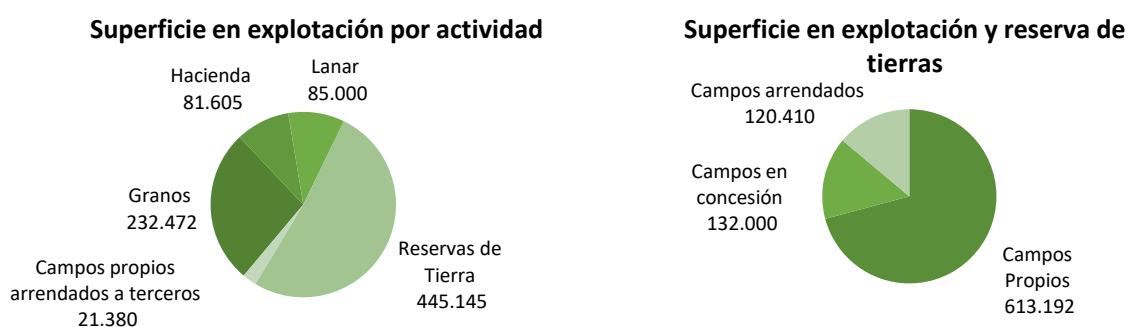 Superficie en explotación por actividad
Hacienda
81.605
Lanar
85.000
Granos
232.472
Campos propios
arrendados a terceros
21.380
Reservas de
Tierra
445.145
Superficie en explotación y reserva de
tierras
Campos arrendados
120.410
Campos en
concesión
132.000
Campos
Propios
613.192